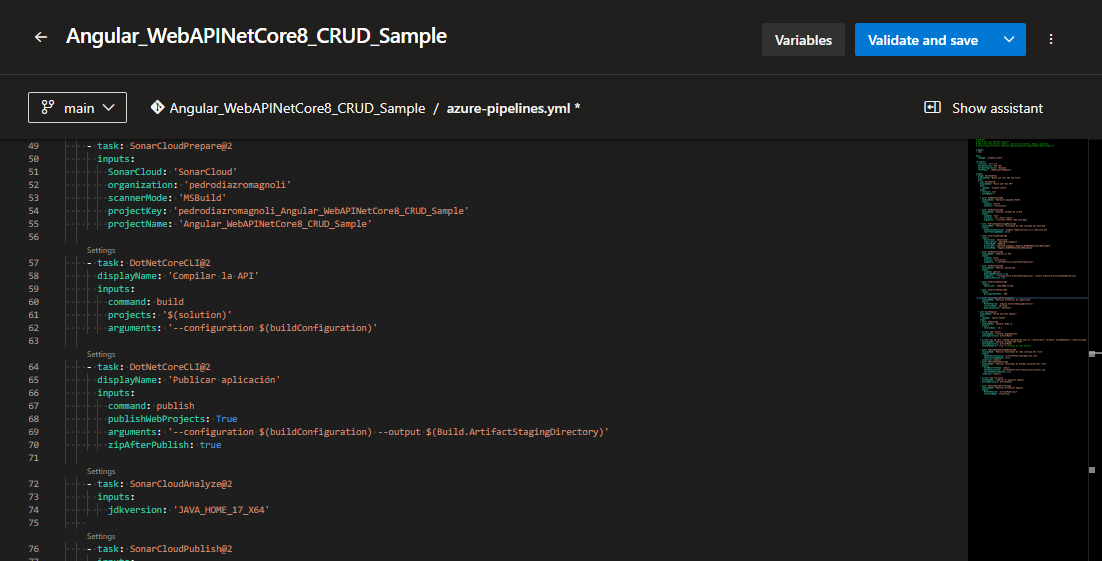 Angular_WebAPINetCore8_CRUD_Sample
Variables
Validate and save
main
Angular_WebAPINetCore8_CRUD_Sample / azure-pipelines.yml *
Show assistant
49 - task: SonarCloudPrepare@2
50 inputs:
51 SonarCloud: 'SonarCloud'
52 organization: 'pedrodiazromagnoli'
53 scannerMode: 'MSBuild'
54 projectKey: 'pedrodiazromagnoli_Angular_WebAPINetCore8_CRUD_Sample'
55 projectName: 'Angular_WebAPINetCore8_CRUD_Sample'
56
Settings
57 - task: DotNetCoreCLI@2
58 displayName: 'Compilar la API'
59 inputs:
60 command: build
61 projects: '$(solution)'
62 arguments: '--configuration $(buildConfiguration)'
63
Settings
64 - task: DotNetCoreCLI@2
65 displayName: 'Publicar aplicación'
66 inputs:
67 command: publish
68 publishWebProjects: True
69 arguments: '--configuration $(buildConfiguration) --output $(Build.ArtifactStagingDirectory)'
70 zipAfterPublish: true
71
Settings
72 - task: SonarCloudAnalyze@2
73 inputs:
74 jdkversion: 'JAVA_HOME_17_X64'
75
Settings
76 - task: SonarCloudPublish@2
77 inputs: